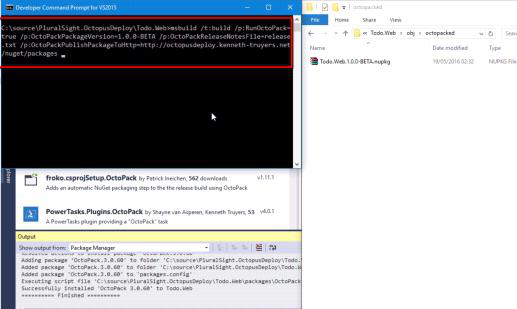 Developer Command Prompt for VS2015
C:\source\PluralSight.OctopusDeploy\Todo.Web>msbuild /t:build /p:RunOctoPack=
true /p:OctoPackPackageVersion=1.0.0-BETA /p:OctoPackReleaseNotesFile=release
.txt /p:OctoPackPublishPackageToHttp=http://octopusdeploy.kenneth-truyers.net
/nuget/packages _
octopacked
File Home Share View
« Todo.Web › obj › octopacked
Sear
Name Date modified Type
Todo.Web.1.0.0-BETA.nupkg 19/05/2016 02:32 NUPKG File
froko.csprojSetup.OctoPack by Patrick Ineichen, 562 downloads v1.11.1
Adds an automatic NuGet packaging step to the the release build using OctoPack
PowerTasks.Plugins.OctoPack by Shayne van Asperen, Kenneth Truyers, 53 v4.0.1
A PowerTasks plugin providing a "OctoPack" task
Output
Show output from: Package Manager
Adding package 'OctoPack.3.0.60' to folder 'C:\source\PluralSight.OctopusDeploy\Todo.
Added package 'OctoPack.3.0.60' to folder 'C:\source\PluralSight.OctopusDeploy\Todo.W
Added package 'OctoPack.3.0.60' to 'packages.config'
Executing script file 'C:\source\PluralSight.OctopusDeploy\Todo.Web\packages\OctoPack
Successfully installed 'OctoPack 3.0.60' to Todo.Web
========== Finished ==========